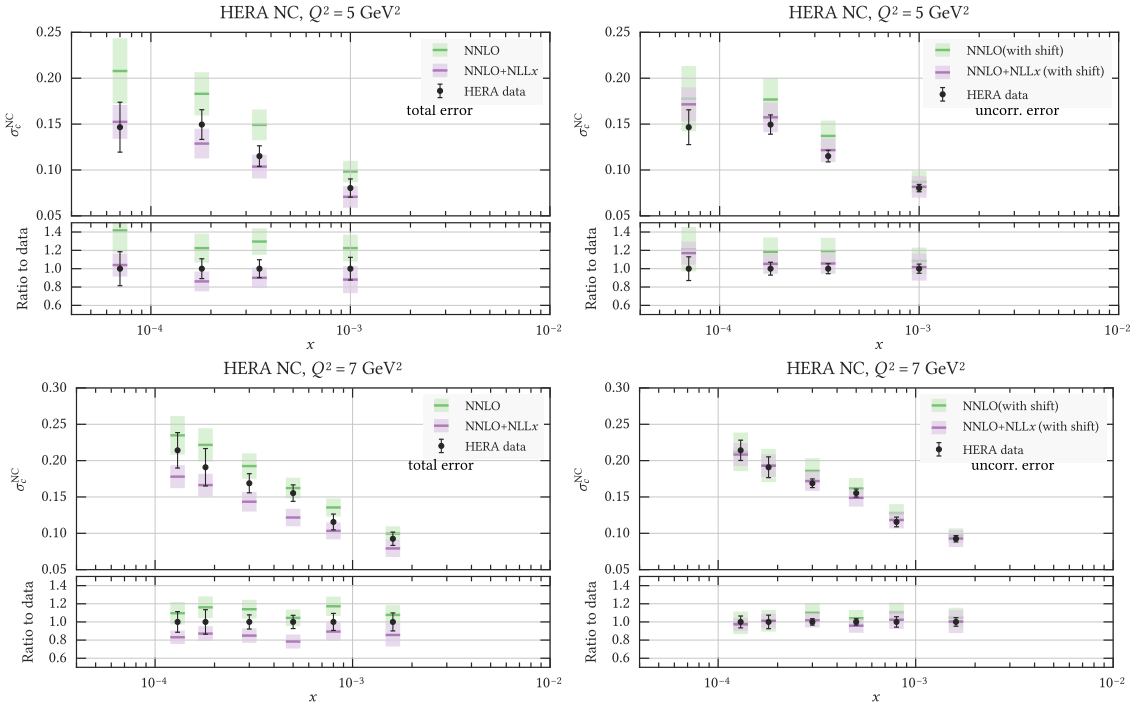 HERA NC, Q² = 5 GeV²
0.25
0.20
0.15
0.10
0.05
σ_c^NC
NNLO
NNLO+NLLx
HERA data
total error
1.4
1.2
1.0
0.8
0.6
Ratio to data
10⁻⁴
10⁻³
10⁻²
x
HERA NC, Q² = 5 GeV²
0.25
0.20
0.15
0.10
0.05
σ_c^NC
NNLO(with shift)
NNLO+NLLx (with shift)
HERA data
uncorr. error
1.4
1.2
1.0
0.8
0.6
Ratio to data
10⁻⁴
10⁻³
10⁻²
x
HERA NC, Q² = 7 GeV²
0.30
0.25
0.20
0.15
0.10
0.05
σ_c^NC
NNLO
NNLO+NLLx
HERA data
total error
1.4
1.2
1.0
0.8
0.6
Ratio to data
10⁻⁴
10⁻³
10⁻²
x
HERA NC, Q² = 7 GeV²
0.30
0.25
0.20
0.15
0.10
0.05
σ_c^NC
NNLO(with shift)
NNLO+NLLx (with shift)
HERA data
uncorr. error
1.4
1.2
1.0
0.8
0.6
Ratio to data
10⁻⁴
10⁻³
10⁻²
x